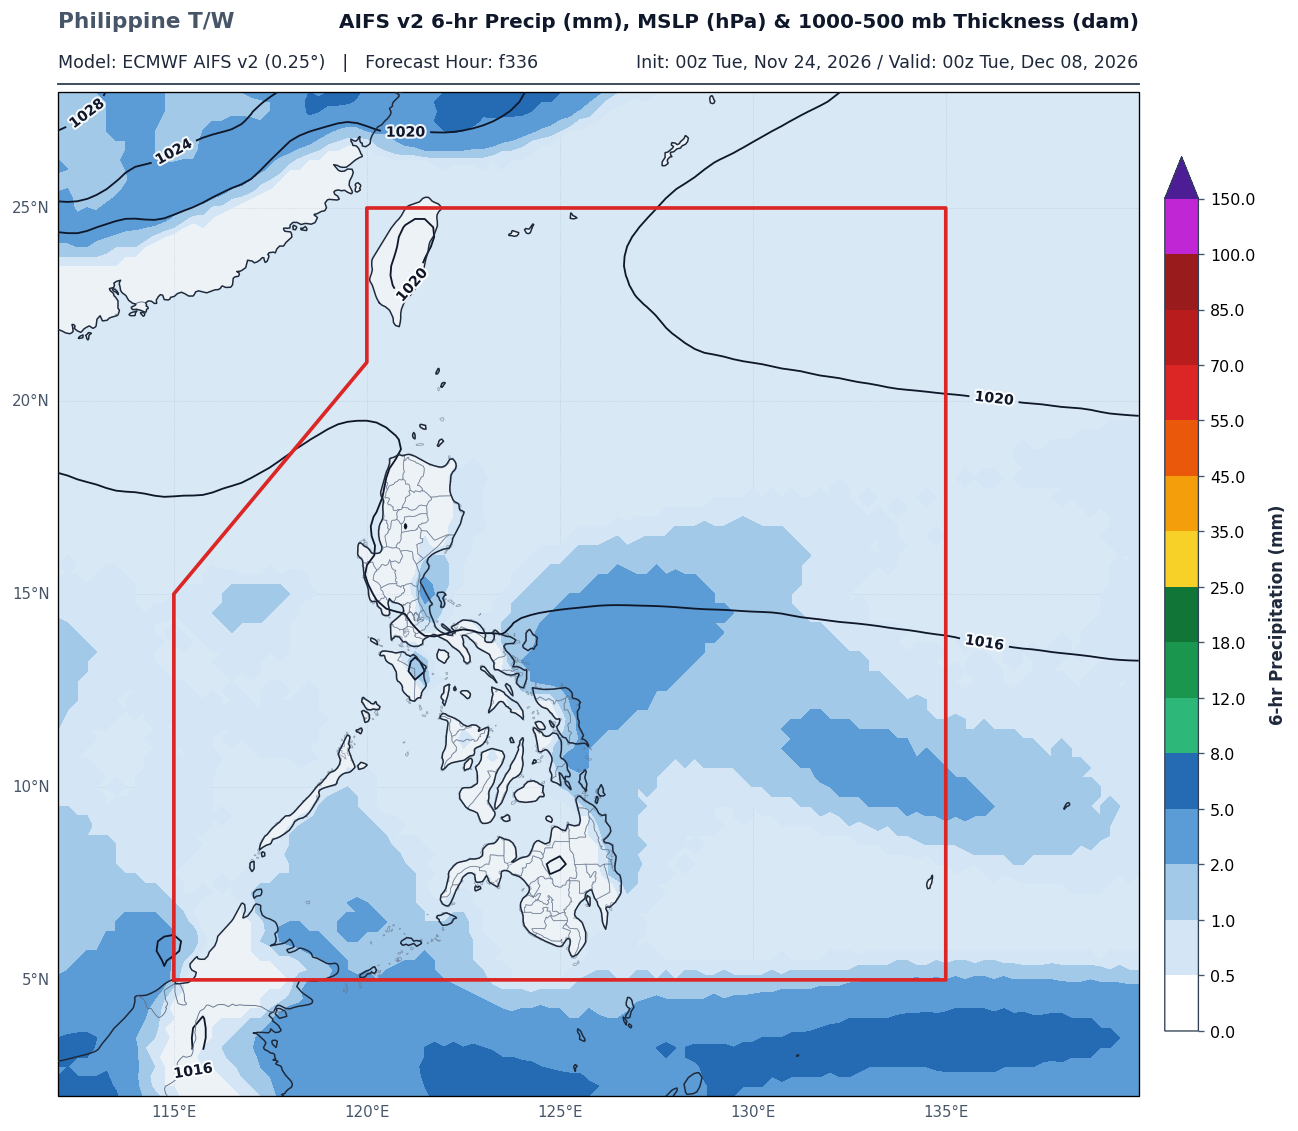 Philippine T/W
AIFS v2 6-hr Precip (mm), MSLP (hPa) & 1000-500 mb Thickness (dam)
Model: ECMWF AIFS v2 (0.25°)   |   Forecast Hour: f336
Init: 00z Tue, Nov 24, 2026 / Valid: 00z Tue, Dec 08, 2026
1028
1024
1020
1020
1020
1016
1016
25°N
20°N
15°N
10°N
5°N
115°E
120°E
125°E
130°E
135°E
150.0
100.0
85.0
70.0
55.0
45.0
35.0
25.0
18.0
12.0
8.0
5.0
2.0
1.0
0.5
0.0
6-hr Precipitation (mm)